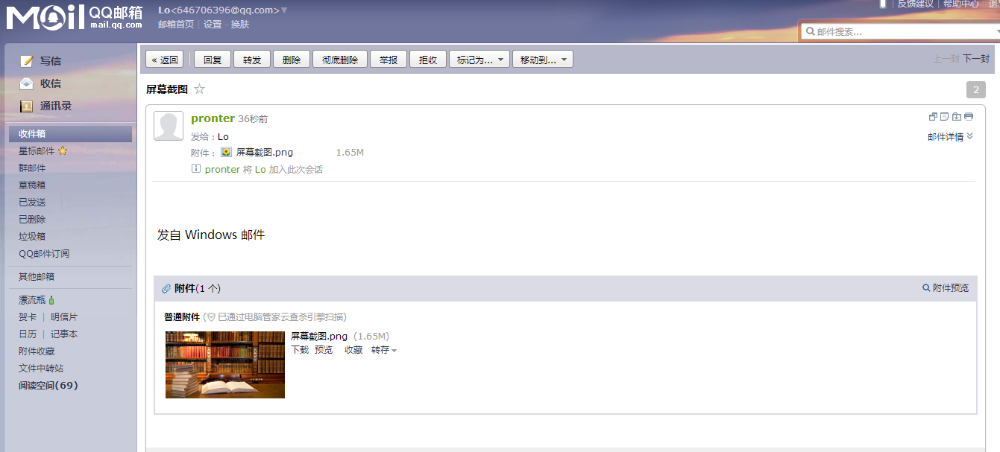 MAil QQ邮箱 mail.qq.com
Lo<646706396@qq.com>
邮箱首页 | 设置 - 换肤
反馈建议 | 帮助中心 |
邮件搜索...
写信
收信
通讯录
收件箱
星标邮件
群邮件
草稿箱
已发送
已删除
垃圾箱
QQ邮件订阅
其他邮箱
漂流瓶
贺卡 | 明信片
日历 | 记事本
附件收藏
文件中转站
阅读空间(69)
« 返回 回复 转发 删除 彻底删除 举报 拒收 标记为... 移动到... 上一封 下一封
屏幕截图 2
pronter 36秒前
发给：Lo 邮件详情
附件： 屏幕截图.png 1.65M
pronter 将 Lo 加入此次会话
发自 Windows 邮件
附件(1 个) 附件预览
普通附件 (已通过电脑管家云查杀引擎扫描)
屏幕截图.png (1.65M)
下载 预览 收藏 转存